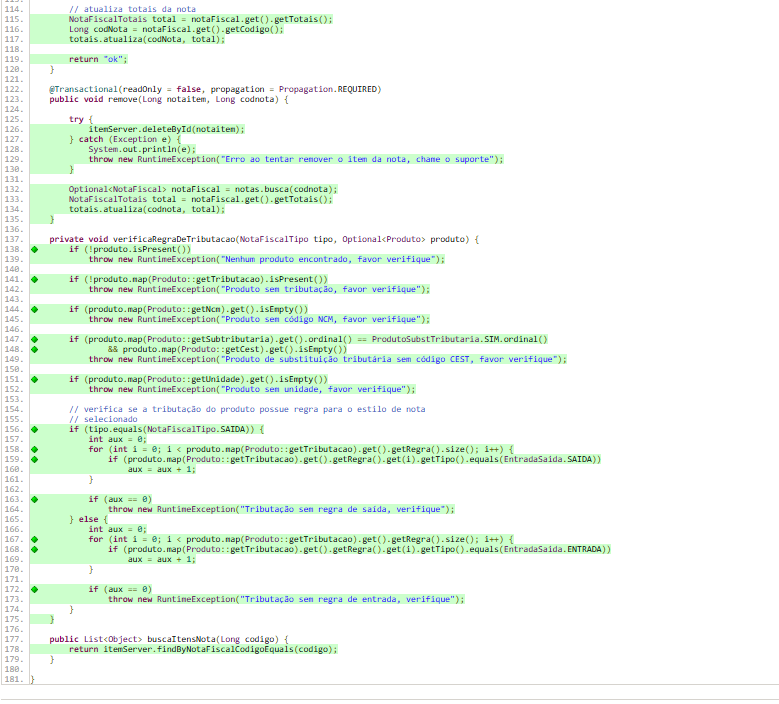 114. // atualiza totais da nota
115. NotaFiscalTotais total = notaFiscal.get().getTotais();
116. Long codNota = notaFiscal.get().getCodigo();
117. totais.atualiza(codNota, total);
118.
119. return "ok";
120. }
121.
122. @Transactional(readOnly = false, propagation = Propagation.REQUIRED)
123. public void remove(Long notaitem, Long codnota) {
124.
125. try {
126. itemServer.deleteById(notaitem);
127. } catch (Exception e) {
128. System.out.println(e);
129. throw new RuntimeException("Erro ao tentar remover o item da nota, chame o suporte");
130. }
131.
132. Optional<NotaFiscal> notaFiscal = notas.busca(codnota);
133. NotaFiscalTotais total = notaFiscal.get().getTotais();
134. totais.atualiza(codnota, total);
135. }
136.
137. private void verificaRegraDeTributacao(NotaFiscalTipo tipo, Optional<Produto> produto) {
138. if (!produto.isPresent())
139. throw new RuntimeException("Nenhum produto encontrado, favor verifique");
140.
141. if (!produto.map(Produto::getTributacao).isPresent())
142. throw new RuntimeException("Produto sem tributação, favor verifique");
143.
144. if (produto.map(Produto::getNcm).get().isEmpty())
145. throw new RuntimeException("Produto sem código NCM, favor verifique");
146.
147. if (produto.map(Produto::getSubtributaria).get().ordinal() == ProdutoSubstTributaria.SIM.ordinal()
148. && produto.map(Produto::getCest).get().isEmpty())
149. throw new RuntimeException("Produto de substituição tributária sem código CEST, favor verifique");
150.
151. if (produto.map(Produto::getUnidade).get().isEmpty())
152. throw new RuntimeException("Produto sem unidade, favor verifique");
153.
154. // verifica se a tributação do produto possue regra para o estilo de nota
155. // selecionado
156. if (tipo.equals(NotaFiscalTipo.SAIDA)) {
157. int aux = 0;
158. for (int i = 0; i < produto.map(Produto::getTributacao).get().getRegra().size(); i++) {
159. if (produto.map(Produto::getTributacao).get().getRegra().get(i).getTipo().equals(EntradaSaida.SAIDA))
160. aux = aux + 1;
161. }
162.
163. if (aux == 0)
164. throw new RuntimeException("Tributação sem regra de saída, verifique");
165. } else {
166. int aux = 0;
167. for (int i = 0; i < produto.map(Produto::getTributacao).get().getRegra().size(); i++) {
168. if (produto.map(Produto::getTributacao).get().getRegra().get(i).getTipo().equals(EntradaSaida.ENTRADA))
169. aux = aux + 1;
170. }
171.
172. if (aux == 0)
173. throw new RuntimeException("Tributação sem regra de entrada, verifique");
174. }
175. }
176.
177. public List<Object> buscaItensNota(Long codigo) {
178. return itemServer.findByNotaFiscalCodigoEquals(codigo);
179. }
180.
181. }